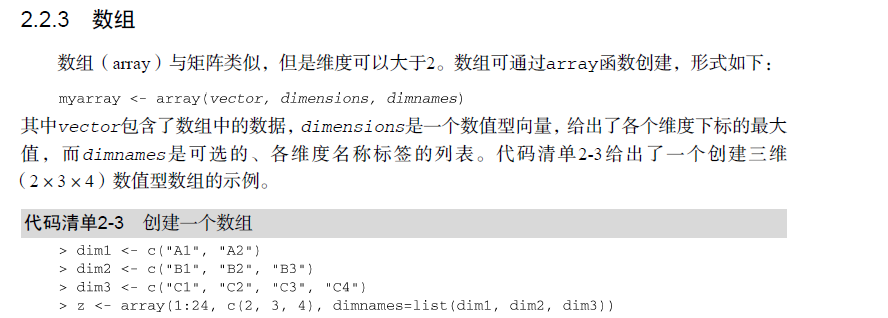 2.2.3 数组
数组（array）与矩阵类似，但是维度可以大于2。数组可通过array函数创建，形式如下：
myarray <- array(vector, dimensions, dimnames)
其中vector包含了数组中的数据，dimensions是一个数值型向量，给出了各个维度下标的最大
值，而dimnames是可选的、各维度名称标签的列表。代码清单2-3给出了一个创建三维
（2×3×4）数值型数组的示例。
代码清单2-3 创建一个数组
> dim1 <- c("A1", "A2")
> dim2 <- c("B1", "B2", "B3")
> dim3 <- c("C1", "C2", "C3", "C4")
> z <- array(1:24, c(2, 3, 4), dimnames=list(dim1, dim2, dim3))